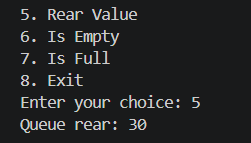 5. Rear Value
6. Is Empty
7. Is Full
8. Exit
Enter your choice: 5
Queue rear: 30